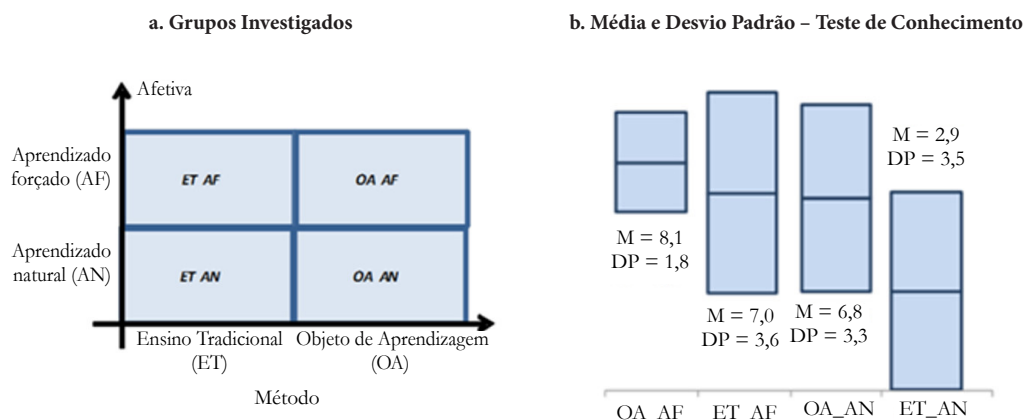 a. Grupos Investigados
Afetiva
Aprendizado
forçado (AF)
ET AF
OA AF
Aprendizado
natural (AN)
ET AN
OA AN
Ensino Tradicional
(ET)
Objeto de Aprendizagem
(OA)
Método
b. Média e Desvio Padrão – Teste de Conhecimento
M = 8,1
DP = 1,8
M = 7,0
DP = 3,6
M = 6,8
DP = 3,3
M = 2,9
DP = 3,5
OA_AF
ET_AF
OA_AN
ET_AN